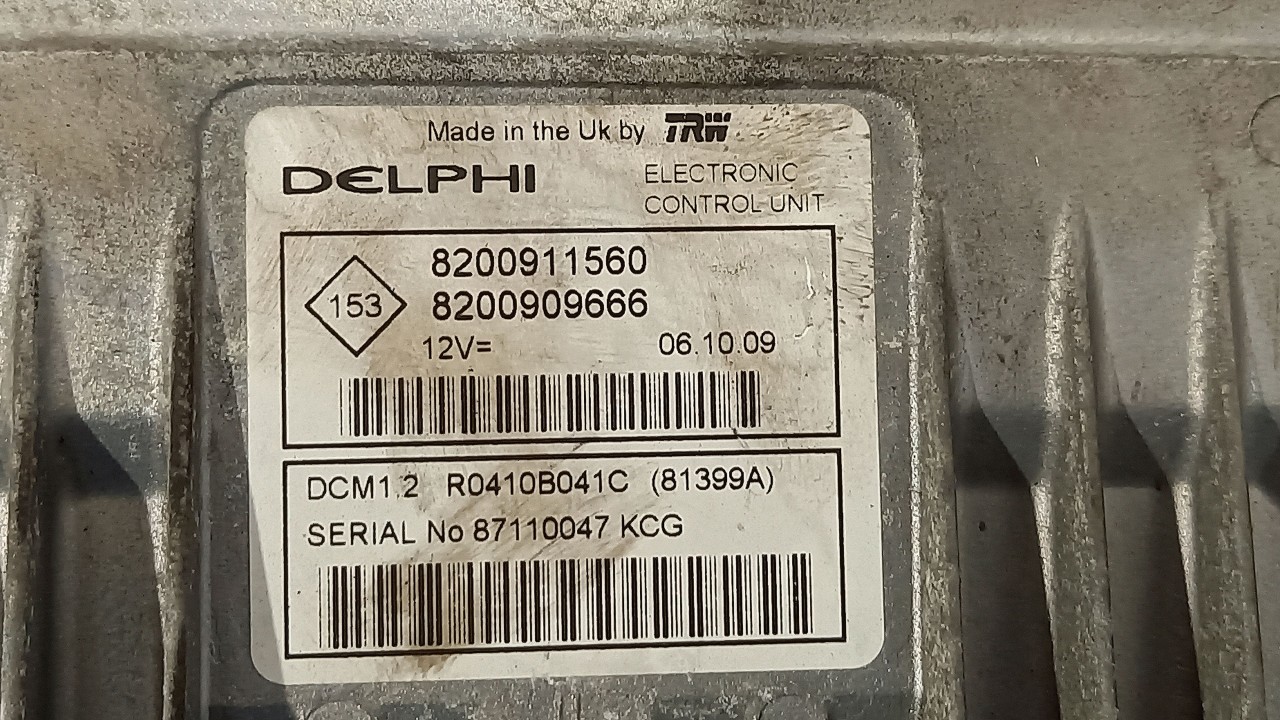 Made in the Uk by TRW
DELPHI
ELECTRONIC
CONTROL UNIT
8200911560
153
8200909666
12V=
06.10.09
DCM1.2 R0410B041C (81399A)
SERIAL No 87110047 KCG